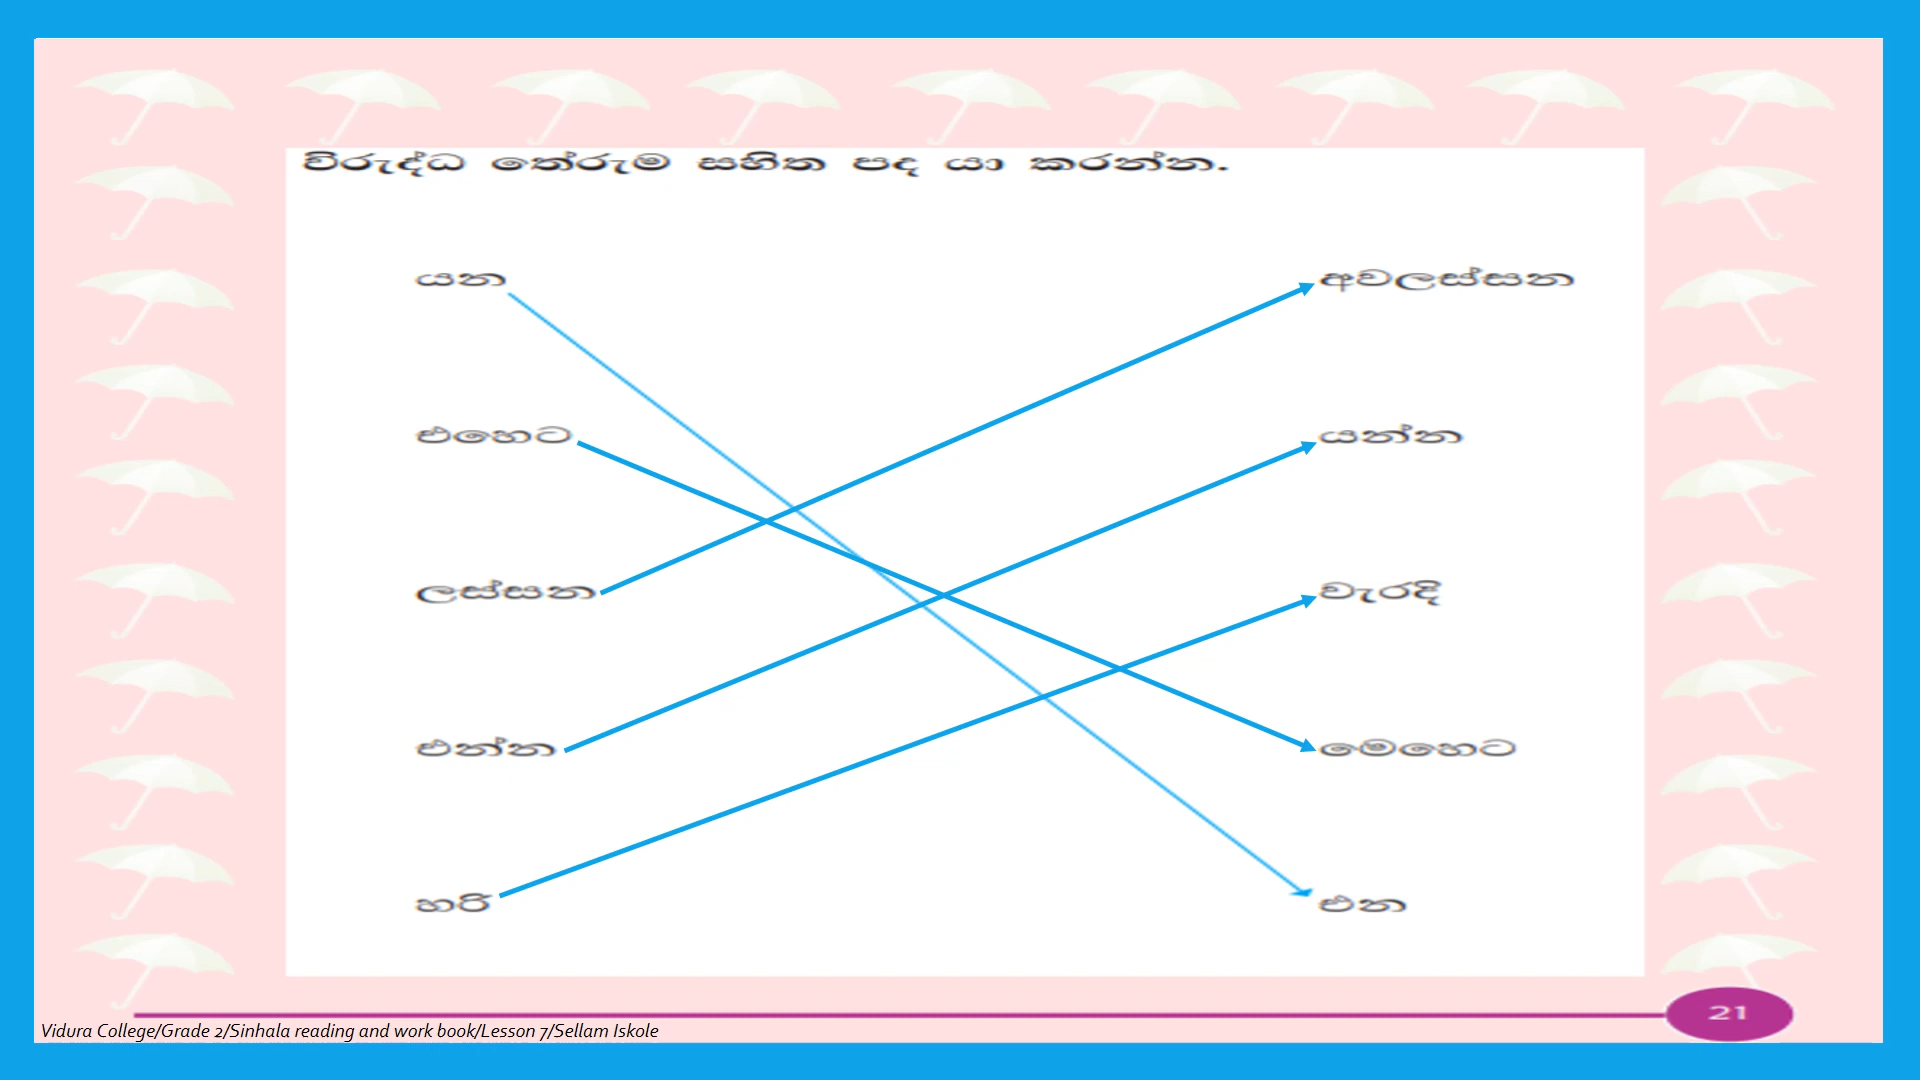 විරුද්ධ තේරුම සහිත පද යා කරන්න.
යන අවලස්සන
එහෙට යන්න
ලස්සන වැරදි
එන්න මෙහෙට
හරි එන
21
Vidura College/Grade 2/Sinhala reading and work book/Lesson 7/Sellam Iskole